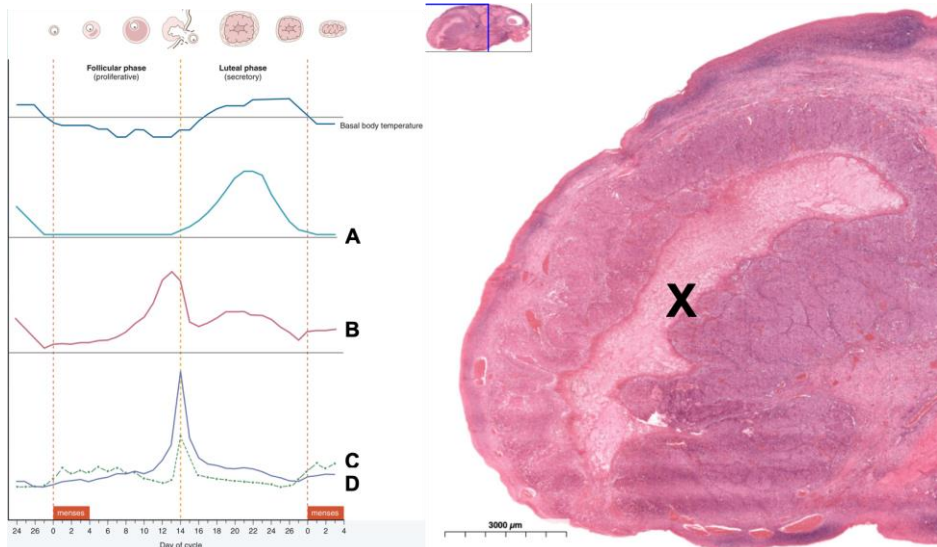 Follicular phase
(proliferative)
Luteal phase
(secretory)
Basal body temperature
A
B
C
D
menses
menses
24 26 0 2 4 6 8 10 12 14 16 18 20 22 24 26 0 2 4
Day of cycle
X
3000 µm